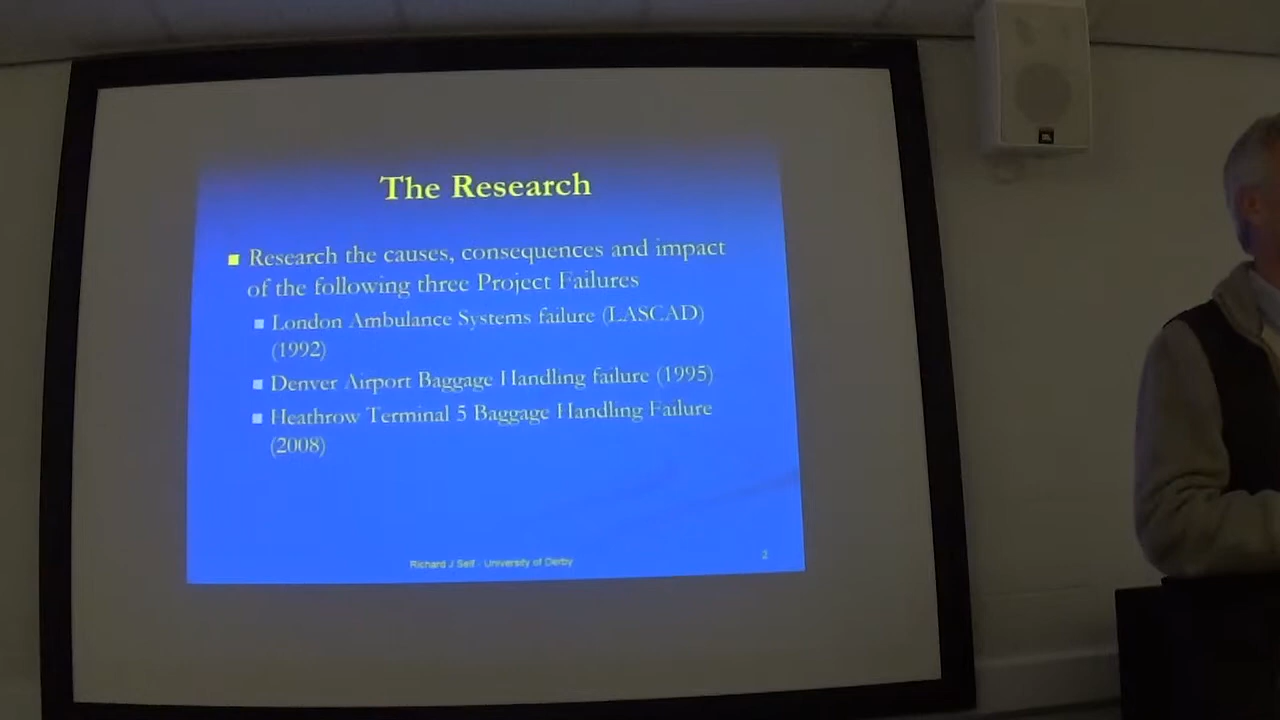 The Research
Research the causes, consequences and impact
of the following three Project Failures
London Ambulance Systems failure (LASCAD)
(1992)
Denver Airport Baggage Handling failure (1995)
Heathrow Terminal 5 Baggage Handling Failure
(2008)
Richard J Self - University of Derby
2
JBL